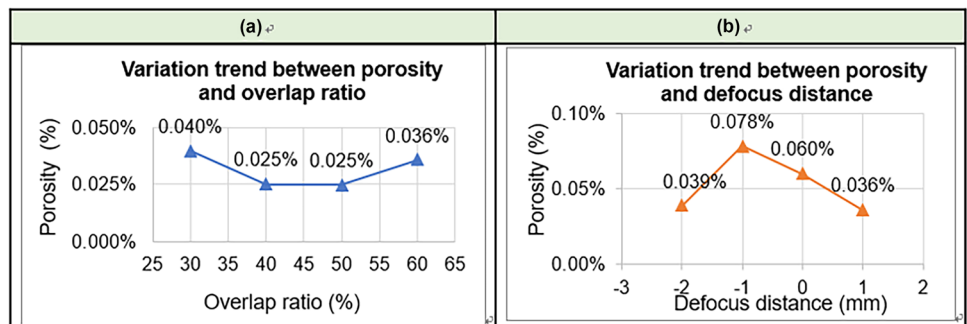 (a)
Variation trend between porosity
and overlap ratio
Porosity (%)
0.050%
0.025%
0.000%
0.040%
0.025%
0.025%
0.036%
25 30 35 40 45 50 55 60 65
Overlap ratio (%)
(b)
Variation trend between porosity
and defocus distance
Porosity (%)
0.10%
0.05%
0.00%
0.039%
0.078%
0.060%
0.036%
-3 -2 -1 0 1 2
Defocus distance (mm)